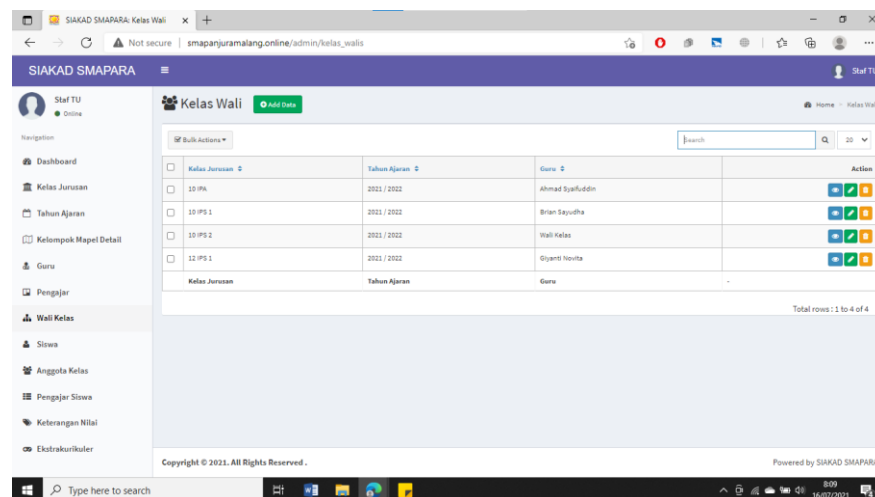 SIAKAD SMAPARA: Kelas Wali
Not secure | smapanjuramalang.online/admin/kelas_walis
SIAKAD SMAPARA
Staf TU
Staf TU
Online
Kelas Wali
Add Data
Home
Kelas Wal
Navigation
Bulk Actions
Search
20
Dashboard
Kelas Jurusan
Tahun Ajaran
Kelompok Mapel Detail
Guru
Pengajar
Wali Kelas
Siswa
Anggota Kelas
Pengajar Siswa
Keterangan Nilai
Ekstrakurikuler
Kelas Jurusan Tahun Ajaran Guru Action
10 IPA 2021 / 2022 Ahmad Syaifuddin
10 IPS 1 2021 / 2022 Brian Sayudha
10 IPS 2 2021 / 2022 Wali Kelas
12 IPS 1 2021 / 2022 Giyanti Novita
Kelas Jurusan Tahun Ajaran Guru -
Total rows : 1 to 4 of 4
Copyright © 2021. All Rights Reserved .
Powered by SIAKAD SMAPARA
Type here to search
8:09
16/07/2021